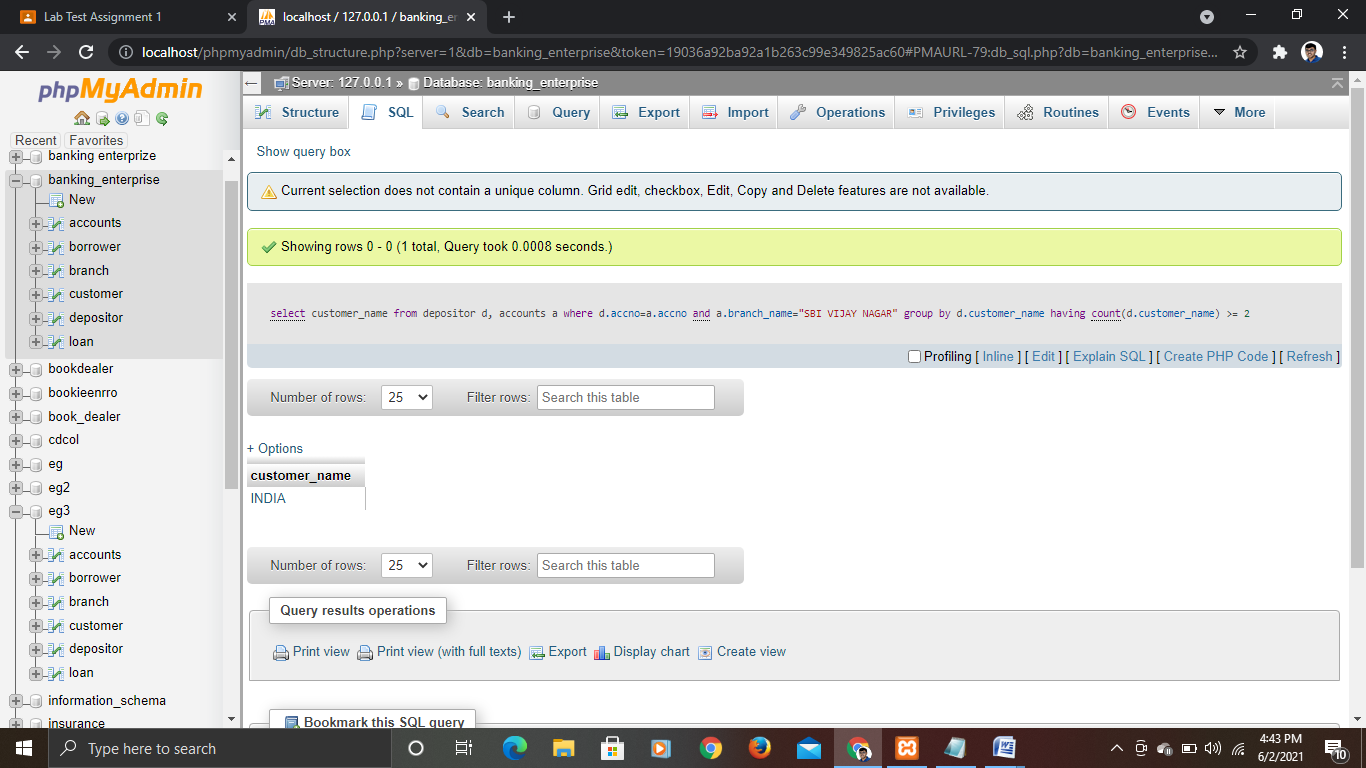 Lab Test Assignment 1
localhost / 127.0.0.1 / banking_er
localhost/phpmyadmin/db_structure.php?server=1&db=banking_enterprise&token=19036a92ba92a1b263c99e349825ac60#PMAURL-79:db_sql.php?db=banking_enterprise...
phpMyAdmin
Recent Favorites
banking enterprize
banking_enterprise
New
accounts
borrower
branch
customer
depositor
loan
bookdealer
bookieenrro
book_dealer
cdcol
eg
eg2
eg3
New
accounts
borrower
branch
customer
depositor
loan
information_schema
insurance
Server: 127.0.0.1 » Database: banking_enterprise
Structure SQL Search Query Export Import Operations Privileges Routines Events More
Show query box
Current selection does not contain a unique column. Grid edit, checkbox, Edit, Copy and Delete features are not available.
Showing rows 0 - 0 (1 total, Query took 0.0008 seconds.)
select customer_name from depositor d, accounts a where d.accno=a.accno and a.branch_name="SBI VIJAY NAGAR" group by d.customer_name having count(d.customer_name) >= 2
Profiling [ Inline ] [ Edit ] [ Explain SQL ] [ Create PHP Code ] [ Refresh ]
Number of rows: 25 Filter rows: Search this table
+ Options
customer_name
INDIA
Number of rows: 25 Filter rows: Search this table
Query results operations
Print view Print view (with full texts) Export Display chart Create view
Bookmark this SQL query
Type here to search
4:43 PM
6/2/2021
10